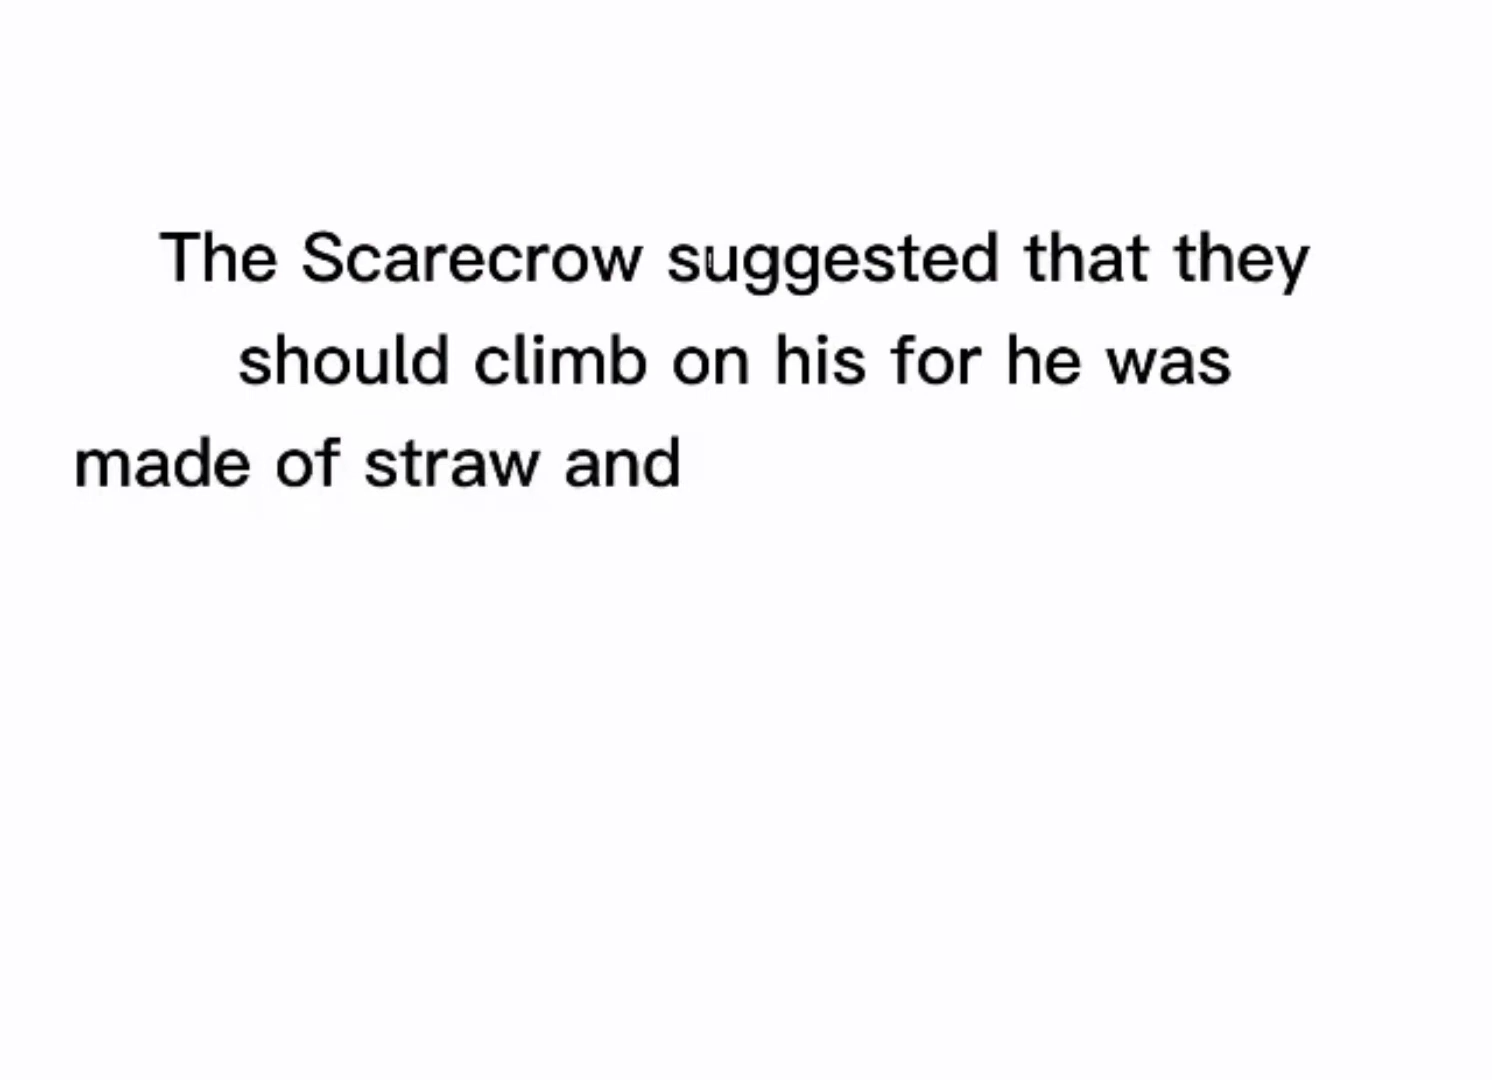 The Scarecrow suggested that they
should climb on his for he was
made of straw and